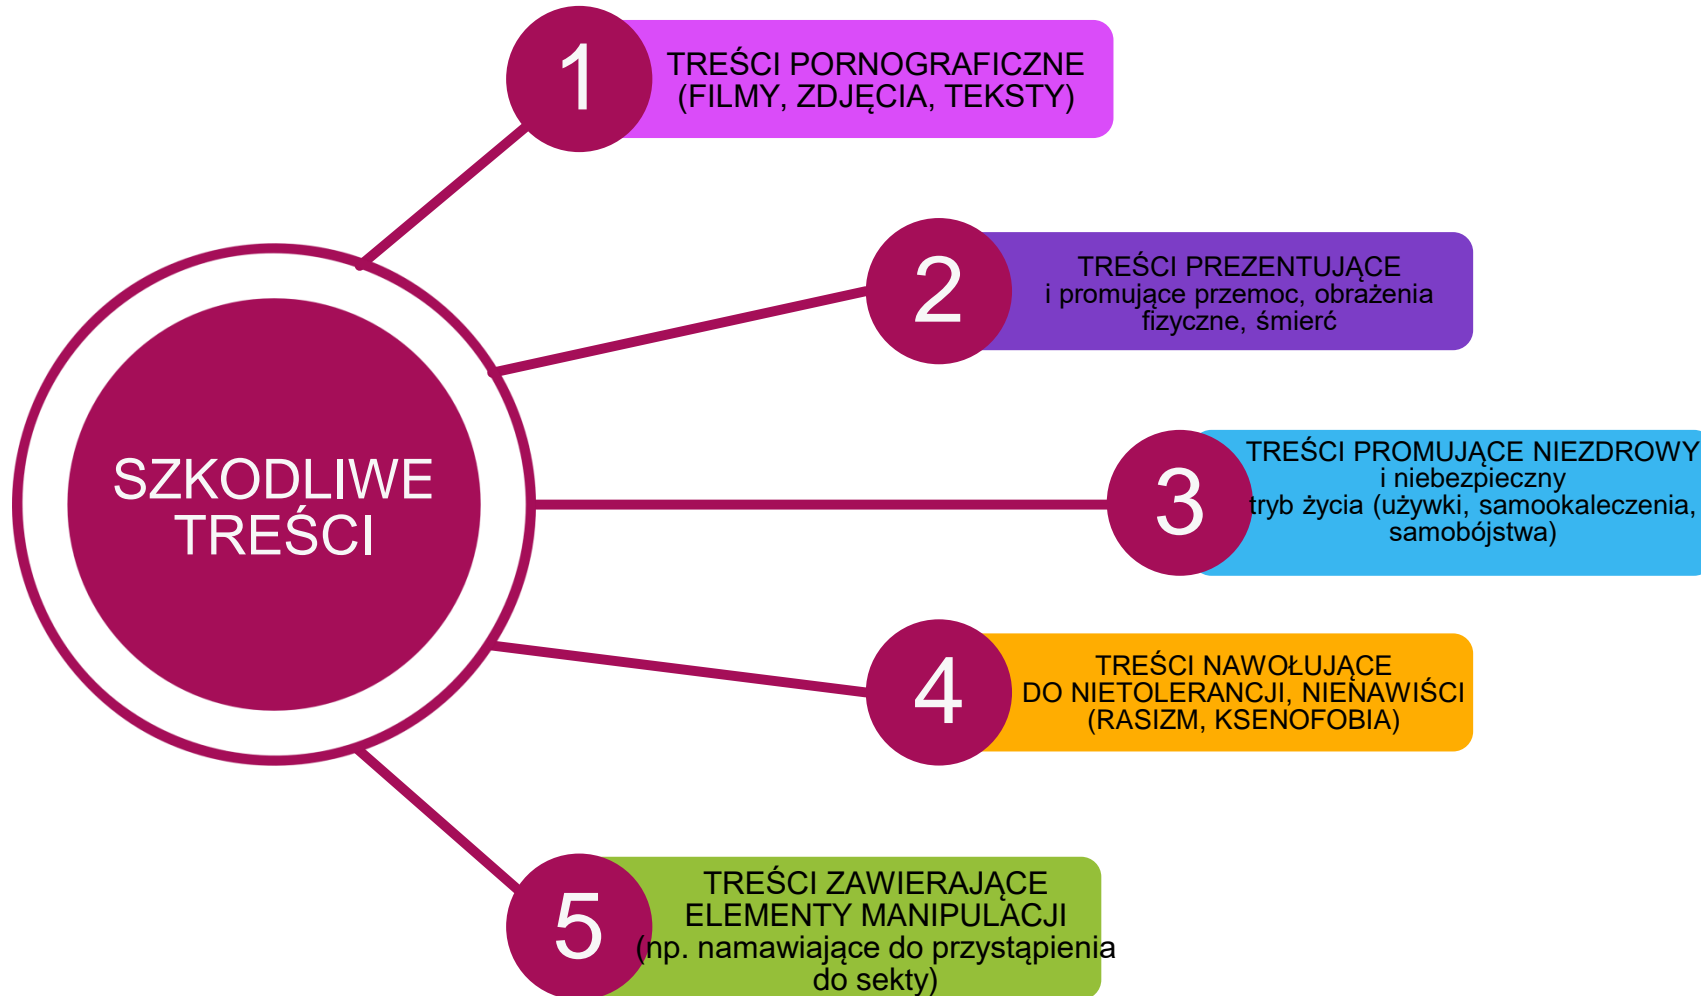 1
TREŚCI PORNOGRAFICZNE
(FILMY, ZDJĘCIA, TEKSTY)
2
TREŚCI PREZENTUJĄCE
i promujące przemoc, obrażenia
fizyczne, śmierć
SZKODLIWE
TREŚCI
3
TREŚCI PROMUJĄCE NIEZDROWY
i niebezpieczny
tryb życia (używki, samookaleczenia,
samobójstwa)
4
TREŚCI NAWOŁUJĄCE
DO NIETOLERANCJI, NIENAWIŚCI
(RASIZM, KSENOFOBIA)
5
TREŚCI ZAWIERAJĄCE
ELEMENTY MANIPULACJI
(np. namawiające do przystąpienia
do sekty)